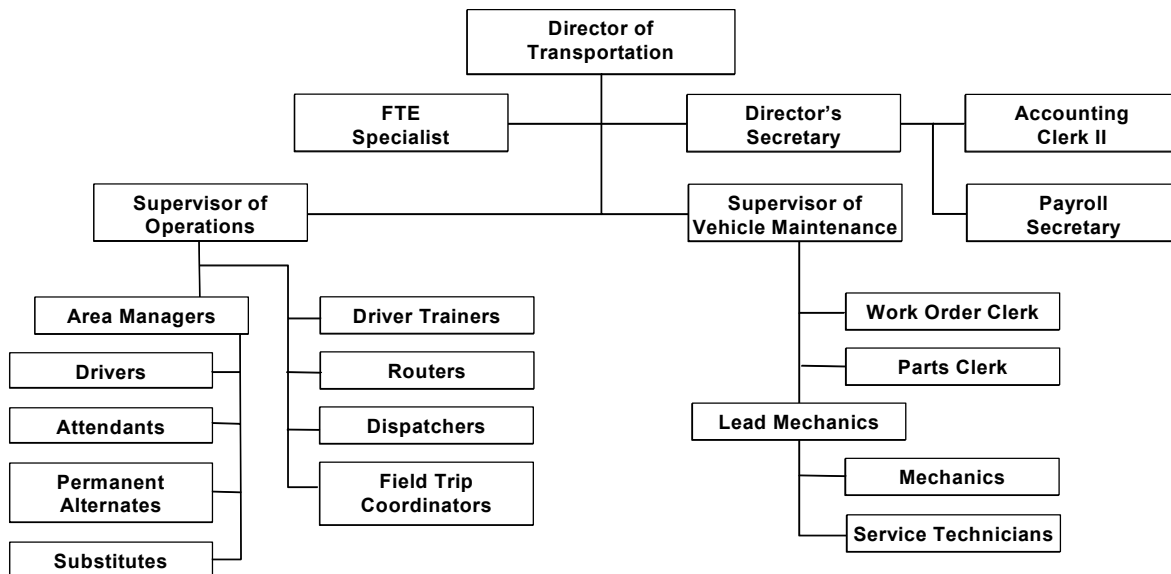 Director of
Transportation
FTE
Specialist
Director's
Secretary
Accounting
Clerk II
Supervisor of
Operations
Supervisor of
Vehicle Maintenance
Payroll
Secretary
Area Managers
Drivers
Attendants
Permanent
Alternates
Substitutes
Driver Trainers
Routers
Dispatchers
Field Trip
Coordinators
Work Order Clerk
Parts Clerk
Lead Mechanics
Mechanics
Service Technicians